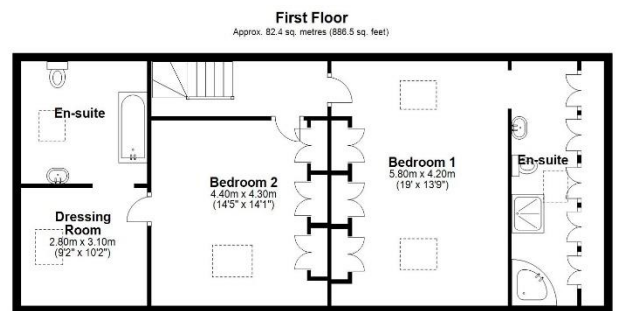 First Floor
Approx. 82.4 sq. metres (886.5 sq. feet)
En-suite
Bedroom 2
4.40m x 4.30m
(14'5" x 14'1")
Bedroom 1
5.80m x 4.20m
(19' x 13'9")
En-suite
Dressing
Room
2.80m x 3.10m
(9'2" x 10'2")